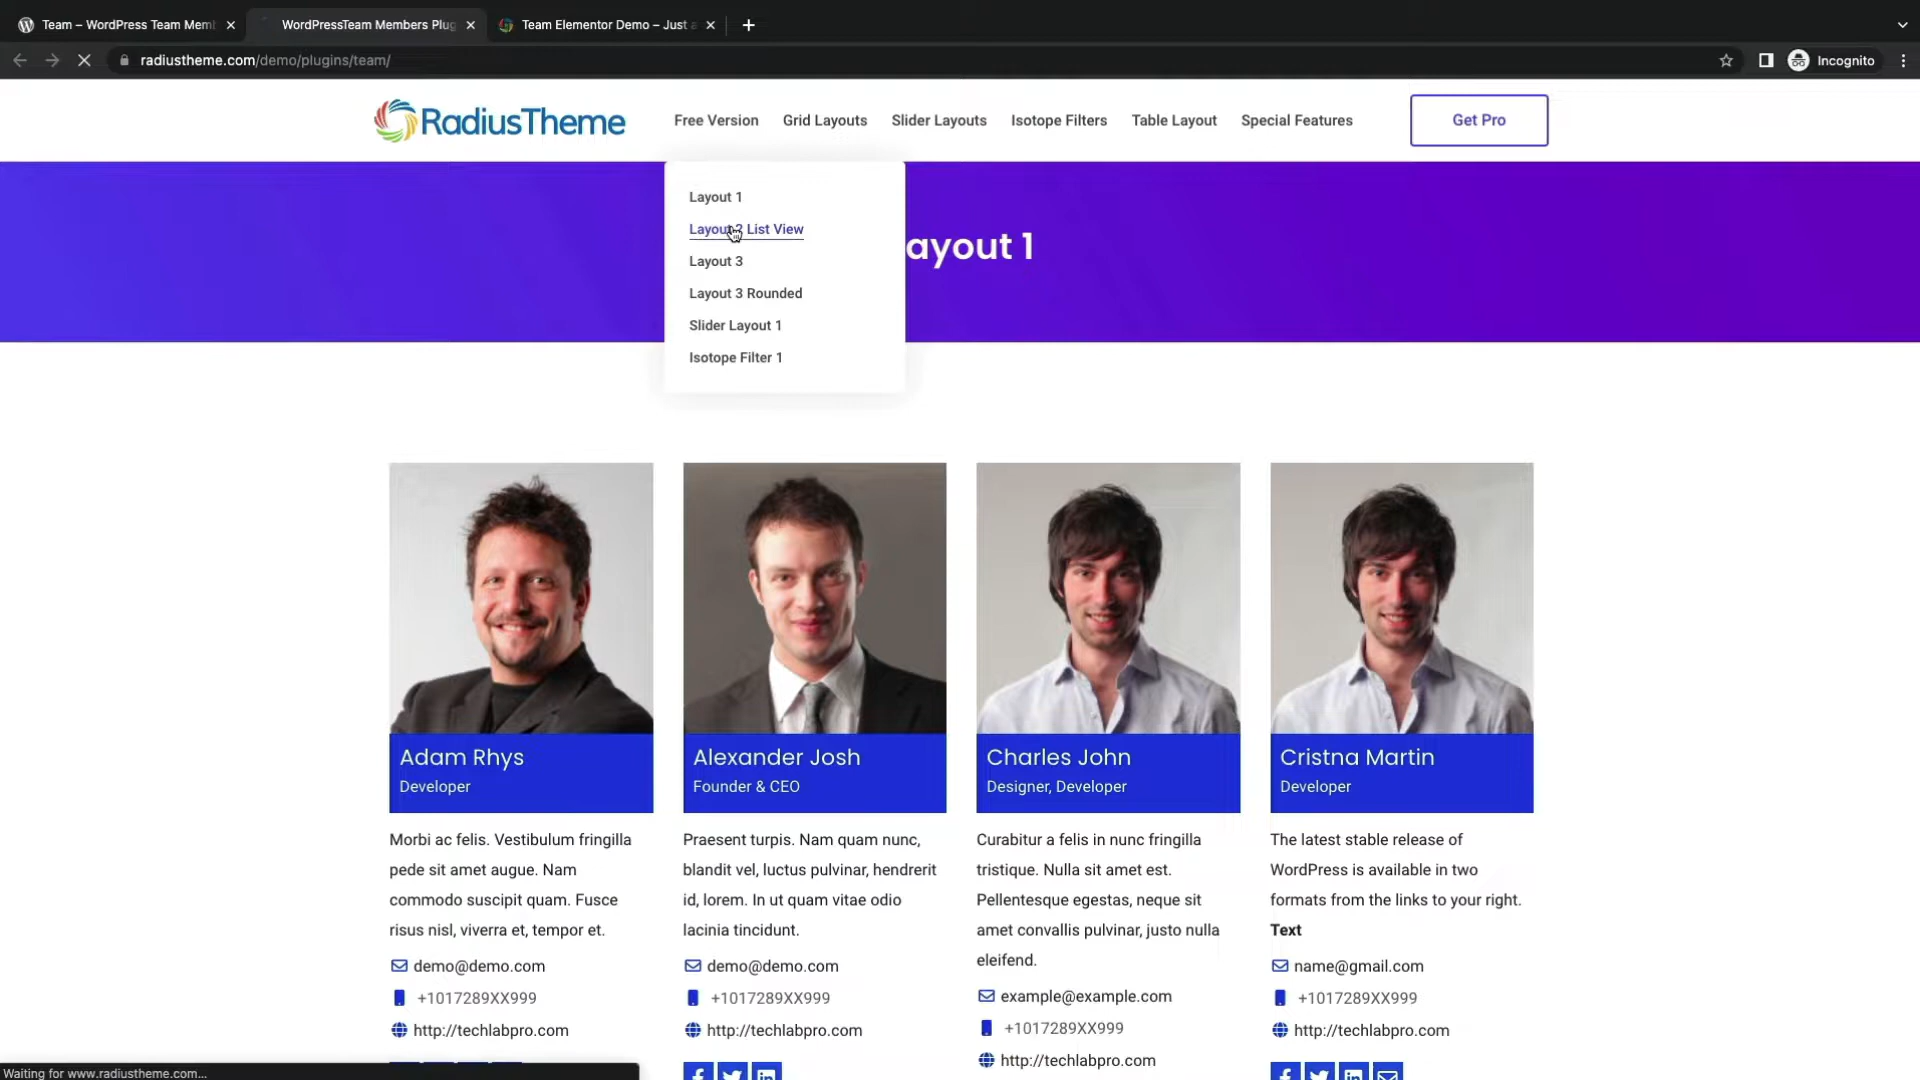 Team – WordPress Team Mem
WordPressTeam Members Plug
Team Elementor Demo – Just a
radiustheme.com/demo/plugins/team/
Incognito
RadiusTheme
Free Version
Grid Layouts
Slider Layouts
Isotope Filters
Table Layout
Special Features
Get Pro
Layout 1
Layout 2 List View
Layout 3
Layout 3 Rounded
Slider Layout 1
Isotope Filter 1
ayout 1
Adam Rhys
Developer
Morbi ac felis. Vestibulum fringilla
pede sit amet augue. Nam
commodo suscipit quam. Fusce
risus nisl, viverra et, tempor et.
demo@demo.com
+1017289XX999
http://techlabpro.com
Alexander Josh
Founder & CEO
Praesent turpis. Nam quam nunc,
blandit vel, luctus pulvinar, hendrerit
id, lorem. In ut quam vitae odio
lacinia tincidunt.
demo@demo.com
+1017289XX999
http://techlabpro.com
Charles John
Designer, Developer
Curabitur a felis in nunc fringilla
tristique. Nulla sit amet est.
Pellentesque egestas, neque sit
amet convallis pulvinar, justo nulla
eleifend.
example@example.com
+1017289XX999
http://techlabpro.com
Cristna Martin
Developer
The latest stable release of
WordPress is available in two
formats from the links to your right.
Text
name@gmail.com
+1017289XX999
http://techlabpro.com
Waiting for www.radiustheme.com...